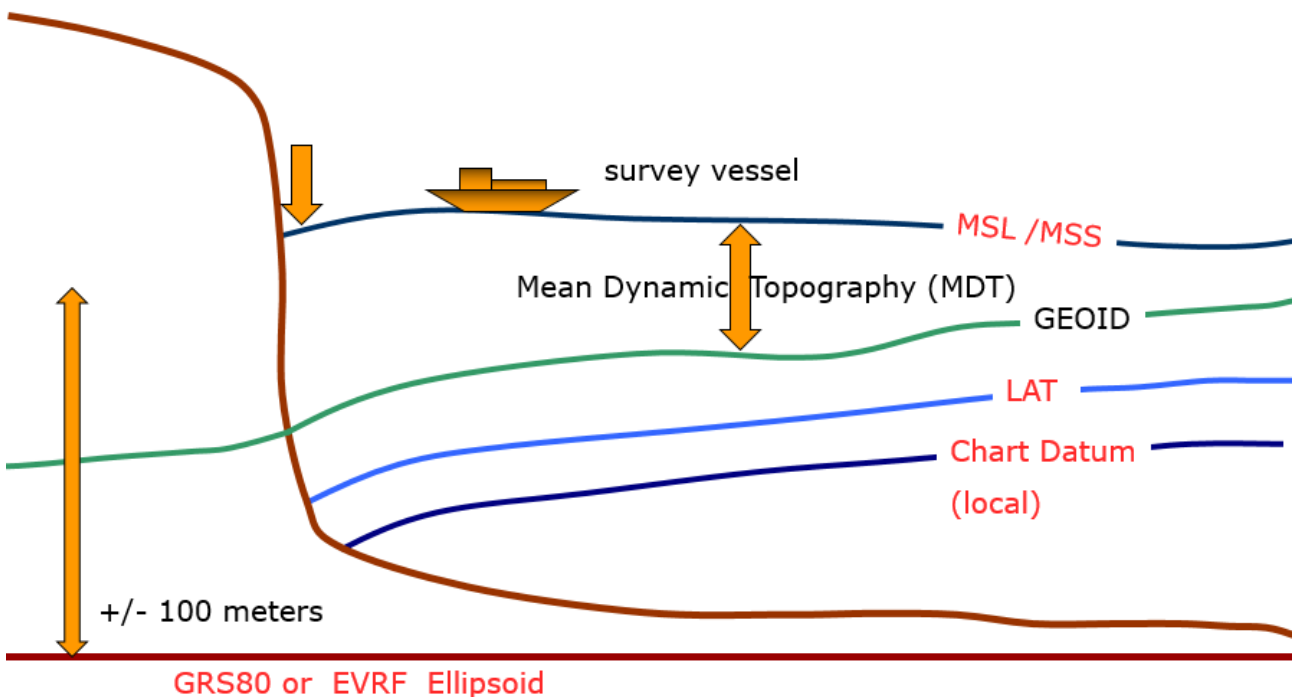 survey vessel
MSL /MSS
Mean Dynamic Topography (MDT)
GEOID
LAT
Chart Datum
(local)
+/- 100 meters
GRS80 or EVRF Ellipsoid